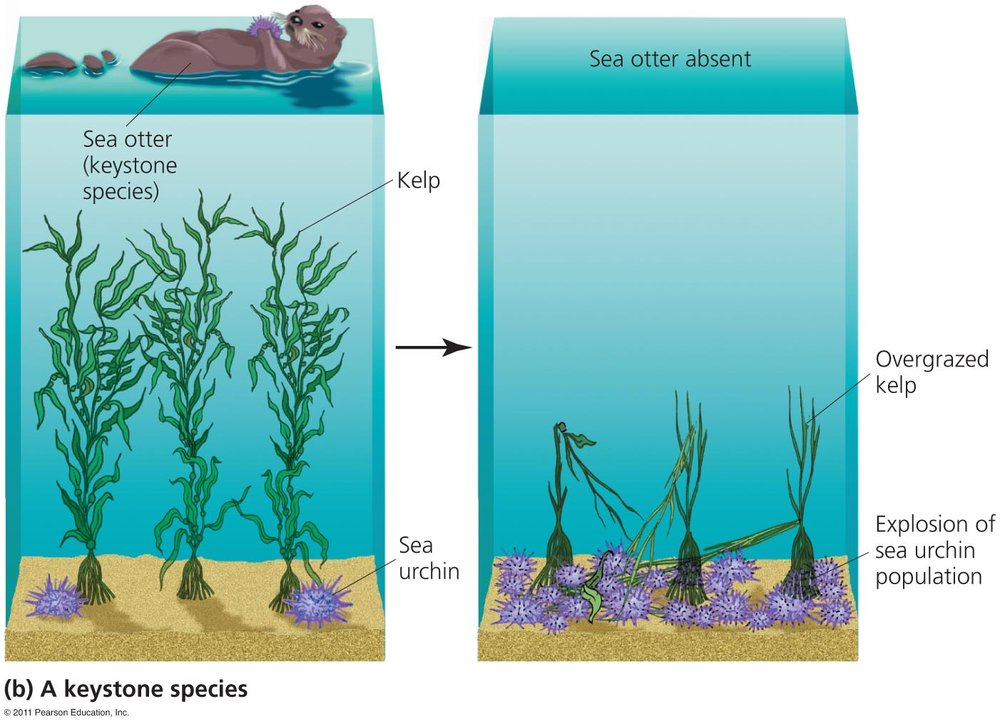 Sea otter absent
Sea otter
(keystone
species)
Kelp
Overgrazed
kelp
Sea
urchin
Explosion of
sea urchin
population
(b) A keystone species
© 2011 Pearson Education, Inc.